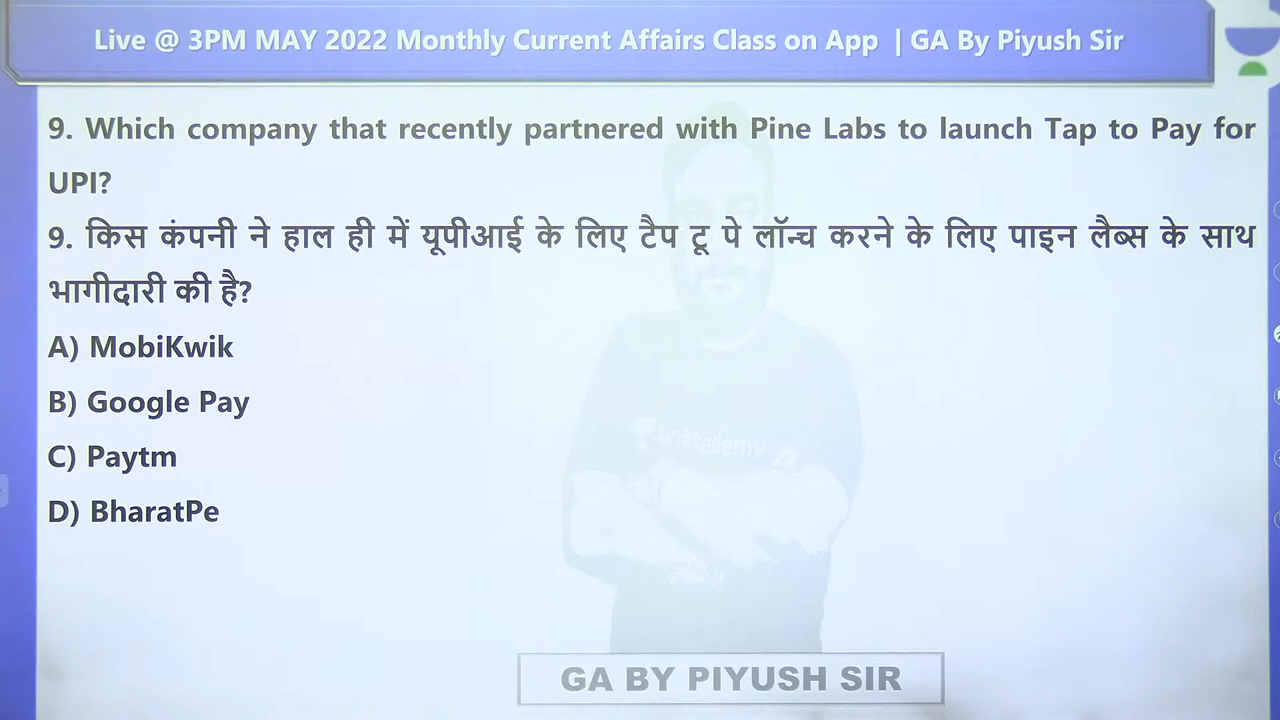 Live @ 3PM MAY 2022 Monthly Current Affairs Class on App | GA By Piyush Sir
9. Which company that recently partnered with Pine Labs to launch Tap to Pay for
UPI?
9. किस कंपनी ने हाल ही में यूपीआई के लिए टैप टू पे लॉन्च करने के लिए पाइन लैब्स के साथ
भागीदारी की है?
A) MobiKwik
B) Google Pay
C) Paytm
D) BharatPe
unacademy
GA BY PIYUSH SIR